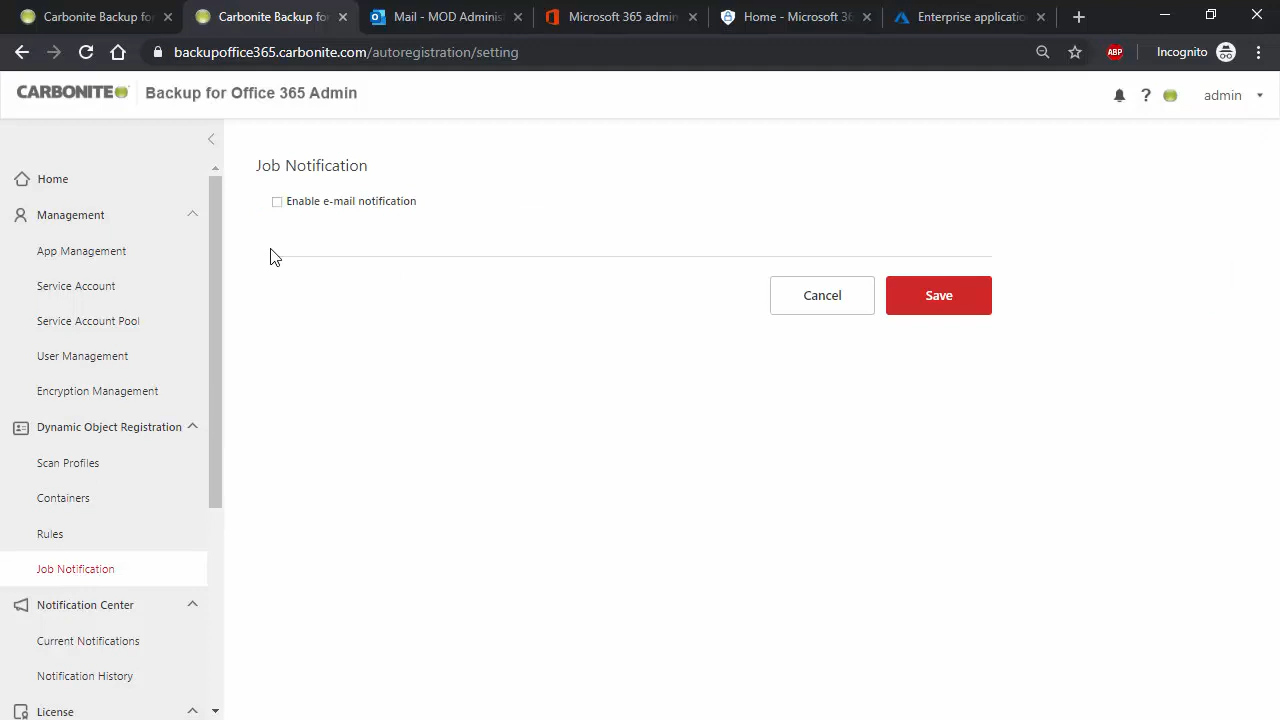 Carbonite Backup fo
Carbonite Backup for
Mail - MOD Administ
Microsoft 365 admin
Home - Microsoft 36
Enterprise applicatio
backupoffice365.carbonite.com/autoregistration/setting
ABP
Incognito
CARBONITE
Backup for Office 365 Admin
?
admin
Home
Management
App Management
Service Account
Service Account Pool
User Management
Encryption Management
Dynamic Object Registration
Scan Profiles
Containers
Rules
Job Notification
Notification Center
Current Notifications
Notification History
License
Job Notification
Enable e-mail notification
Cancel
Save